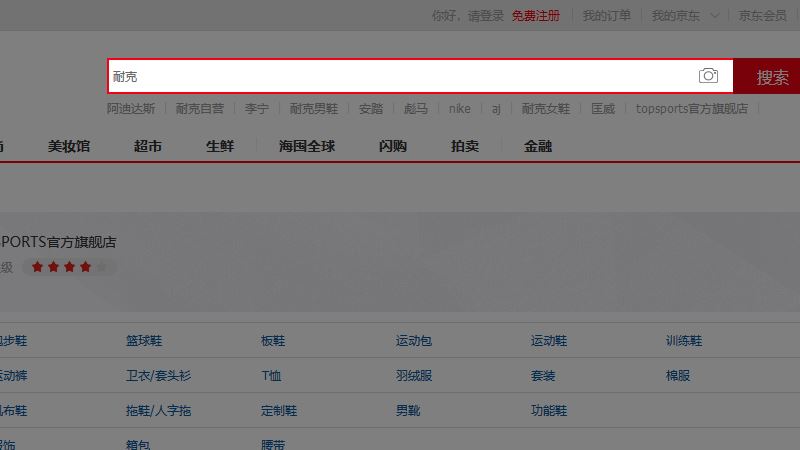 你好，请登录 免费注册 我的订单 我的京东 京东会员
耐克 搜索
阿迪达斯 耐克自营 李宁 耐克男鞋 安踏 彪马 nike aj 耐克女鞋 匡威 topsports官方旗舰店
美妆馆 超市 生鲜 海囤全球 闪购 拍卖 金融
SPORTS官方旗舰店
级
跑步鞋 篮球鞋 板鞋 运动包 运动鞋 训练鞋
运动裤 卫衣/套头衫 T恤 羽绒服 套装 棉服
帆布鞋 拖鞋/人字拖 定制鞋 男靴 功能鞋
服饰 箱包 腰带